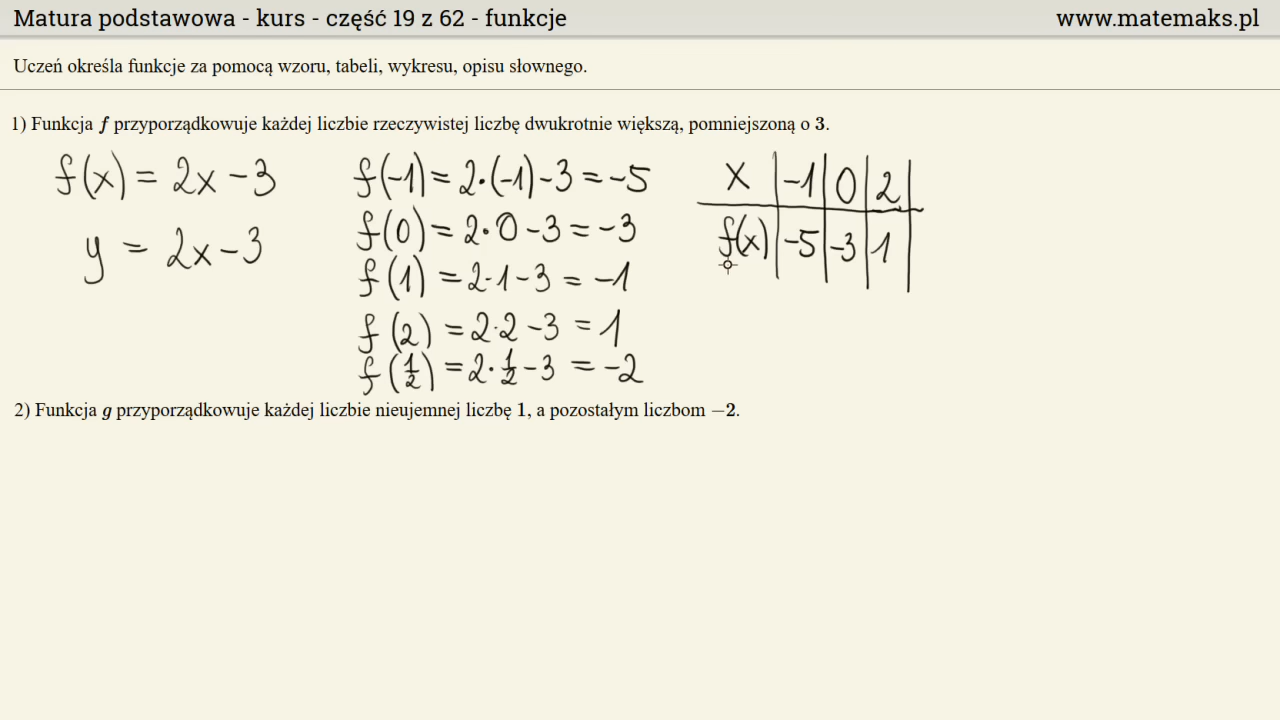 Matura podstawowa - kurs - część 19 z 62 - funkcje www.matemaks.pl
Uczeń określa funkcje za pomocą wzoru, tabeli, wykresu, opisu słownego.
1) Funkcja f przyporządkowuje każdej liczbie rzeczywistej liczbę dwukrotnie większą, pomniejszoną o 3.
f(x) = 2x - 3
y = 2x - 3
f(-1) = 2·(-1) - 3 = -5
f(0) = 2·0 - 3 = -3
f(1) = 2·1 - 3 = -1
f(2) = 2·2 - 3 = 1
f(1/2) = 2·1/2 - 3 = -2
x | -1 | 0 | 2 |
f(x) | -5 | -3 | 1 |
2) Funkcja g przyporządkowuje każdej liczbie nieujemnej liczbę 1, a pozostałym liczbom −2.